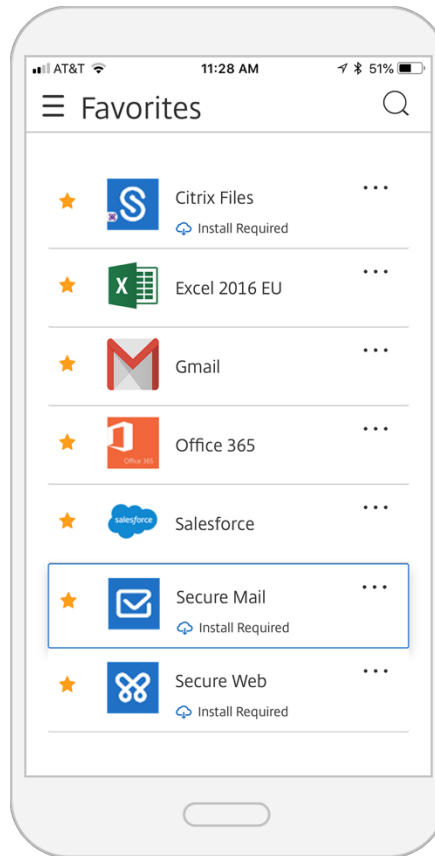 AT&T 11:28 AM 51%
Favorites
Citrix Files
Install Required
X
Excel 2016 EU
Gmail
Office 365
Office 365
salesforce
Salesforce
Secure Mail
Install Required
Secure Web
Install Required